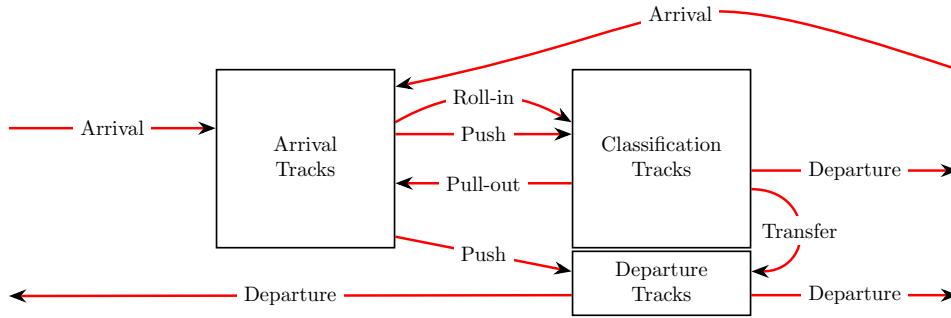 Arrival
Roll-in
Arrival
Push
Arrival
Tracks
Classification
Tracks
Departure
Pull-out
Transfer
Push
Departure
Tracks
Departure
Departure